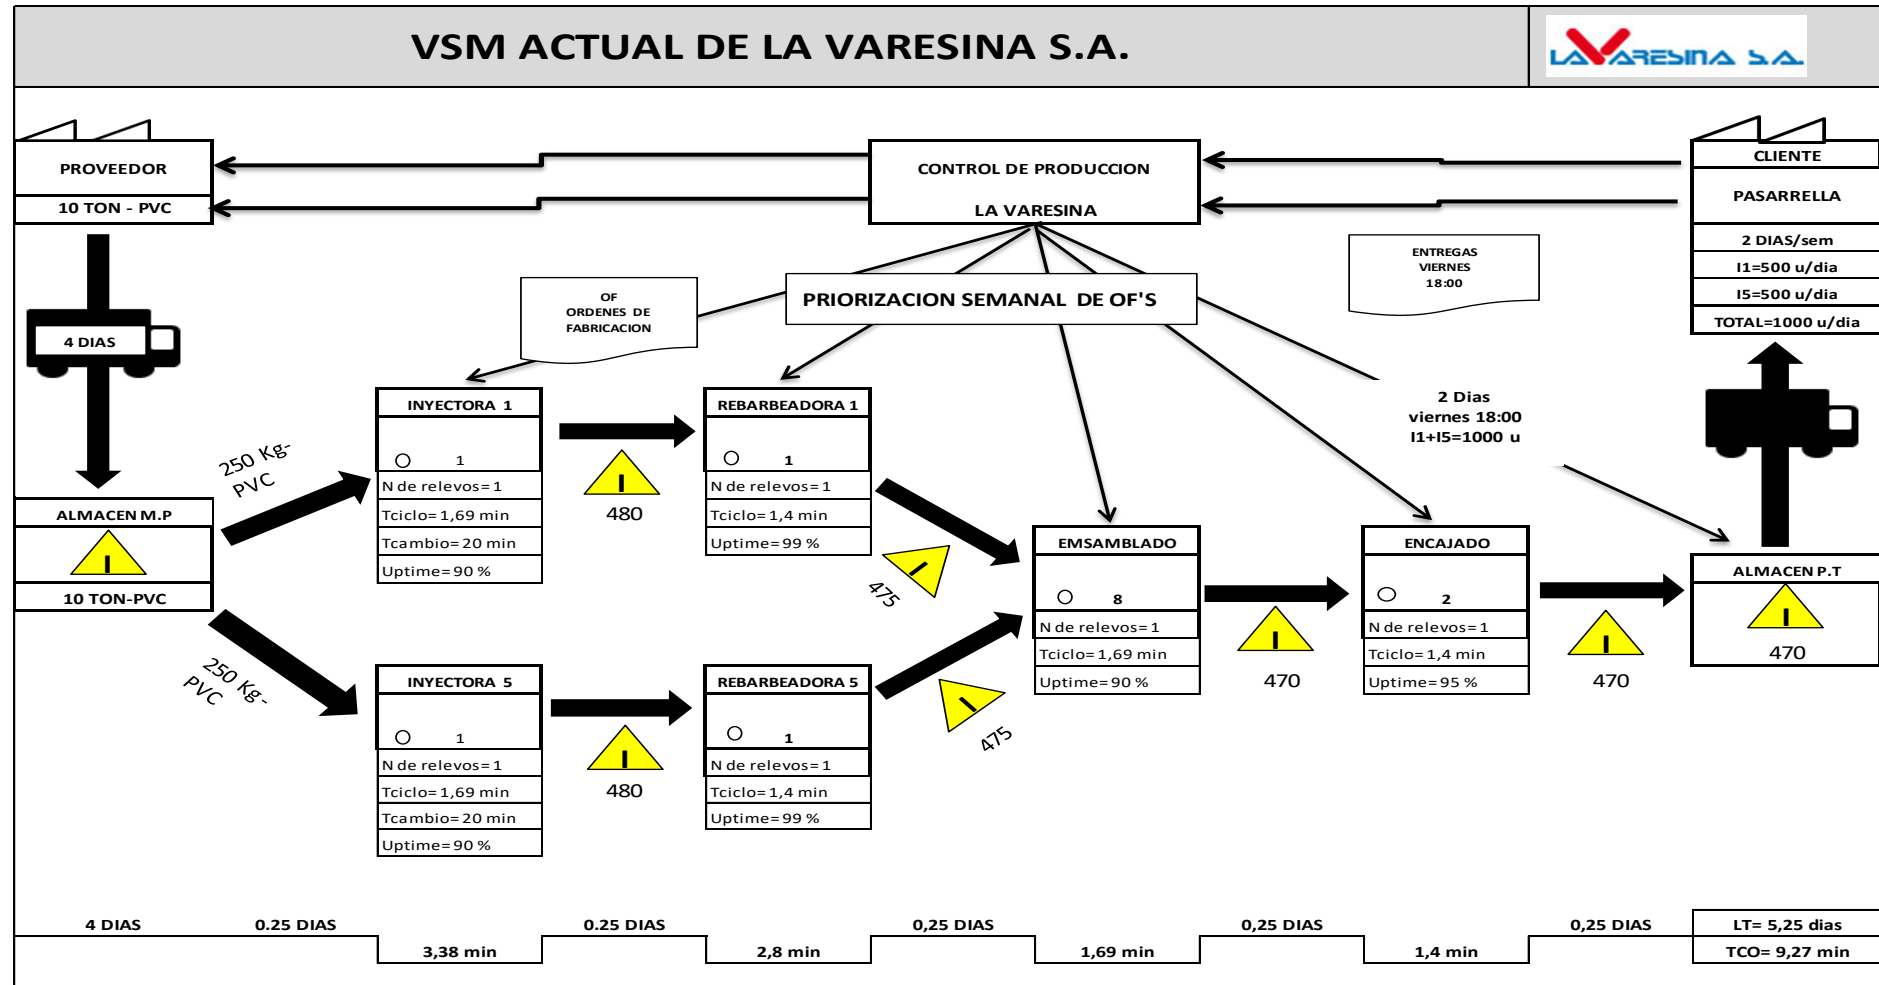 VSM ACTUAL DE LA VARESINA S.A.
LA VARESINA S.A.
PROVEEDOR
10 TON - PVC
CONTROL DE PRODUCCION
LA VARESINA
CLIENTE
PASARRELLA
2 DIAS/sem
I1=500 u/dia
I5=500 u/dia
TOTAL=1000 u/dia
ENTREGAS
VIERNES
18:00
OF
ORDENES DE
FABRICACION
PRIORIZACION SEMANAL DE OF'S
4 DIAS
2 Dias
viernes 18:00
I1+I5=1000 u
250 Kg-
PVC
INYECTORA 1
1
N de relevos=1
Tciclo=1,69 min
Tcambio=20 min
Uptime=90 %
I
480
REBARBEADORA 1
1
N de relevos=1
Tciclo=1,4 min
Uptime=99 %
I
475
ALMACEN M.P
I
10 TON-PVC
250 Kg-
PVC
INYECTORA 5
1
N de relevos=1
Tciclo=1,69 min
Tcambio=20 min
Uptime=90 %
I
480
REBARBEADORA 5
1
N de relevos=1
Tciclo=1,4 min
Uptime=99 %
I
475
EMSAMBLADO
8
N de relevos=1
Tciclo=1,69 min
Uptime=90 %
I
470
ENCAJADO
2
N de relevos=1
Tciclo=1,4 min
Uptime=95 %
I
470
ALMACEN P.T
I
470
4 DIAS
0.25 DIAS
0.25 DIAS
0,25 DIAS
0,25 DIAS
0,25 DIAS
LT= 5,25 dias
3,38 min
2,8 min
1,69 min
1,4 min
TCO= 9,27 min